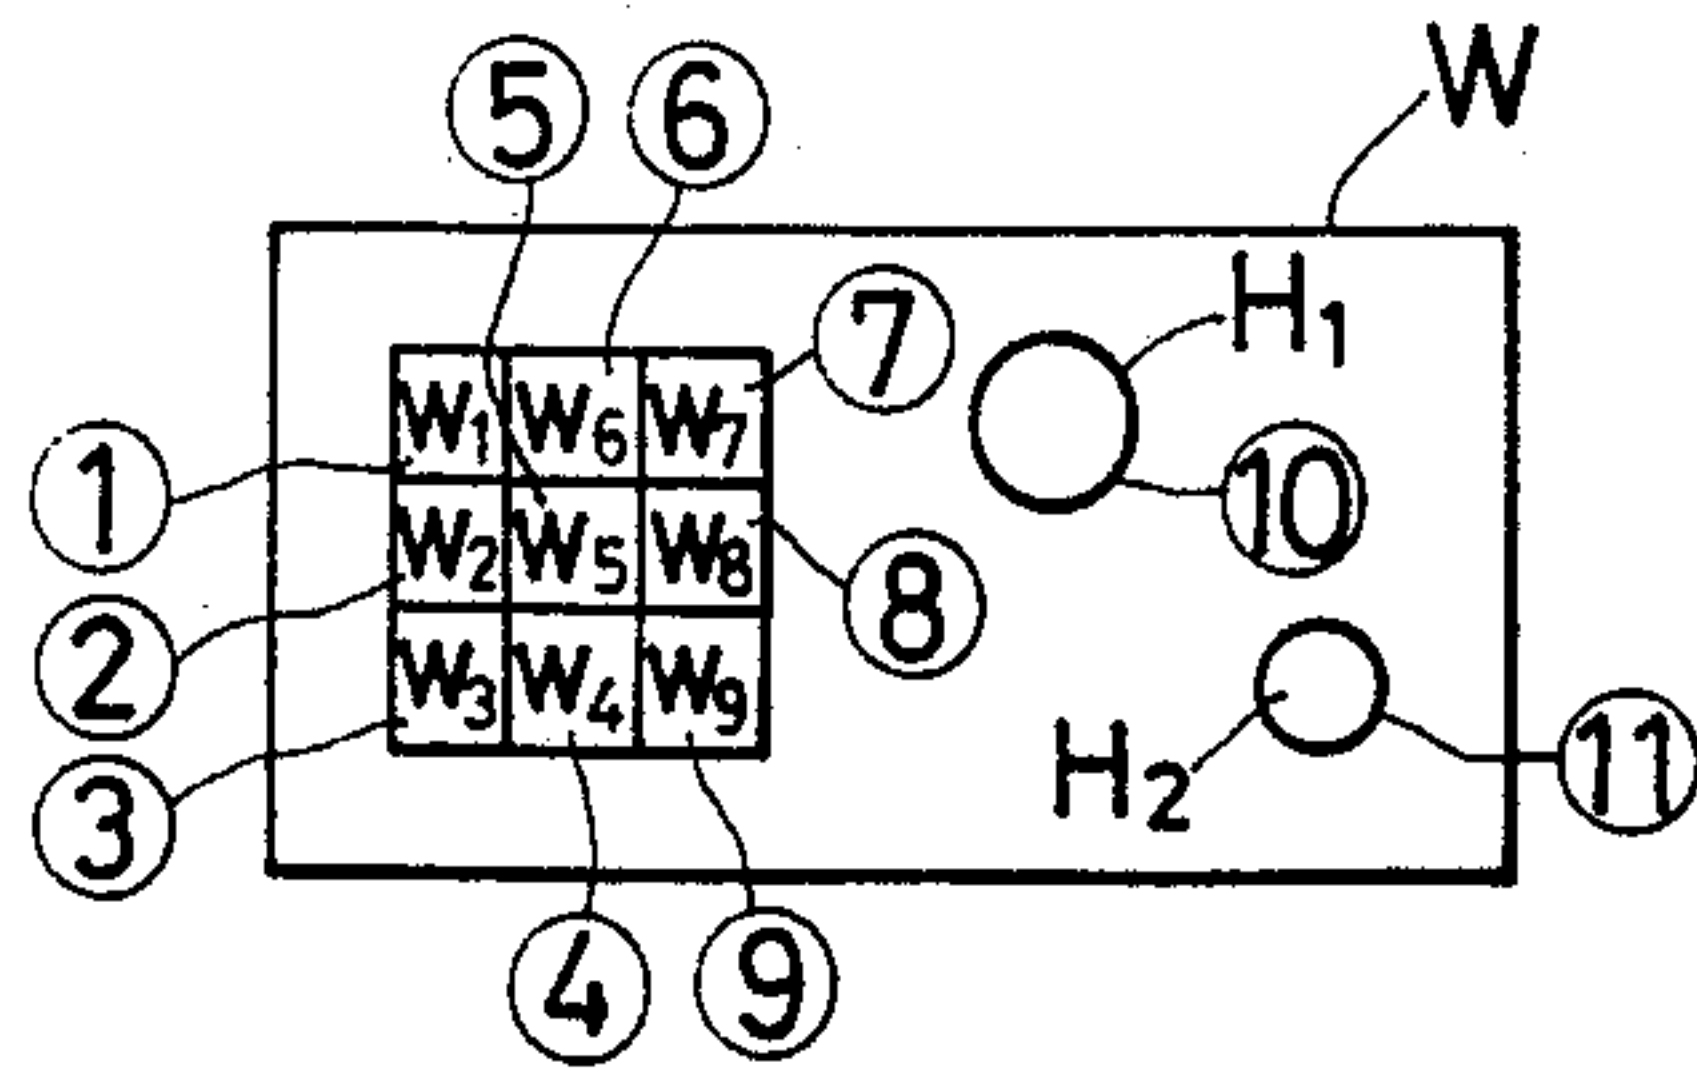 W
⑤ ⑥
⑦ H₁
W₁ W₆ W₇
① ⑩
W₂ W₅ W₈
② ⑧
W₃ W₄ W₉
③ H₂ ⑪
④ ⑨